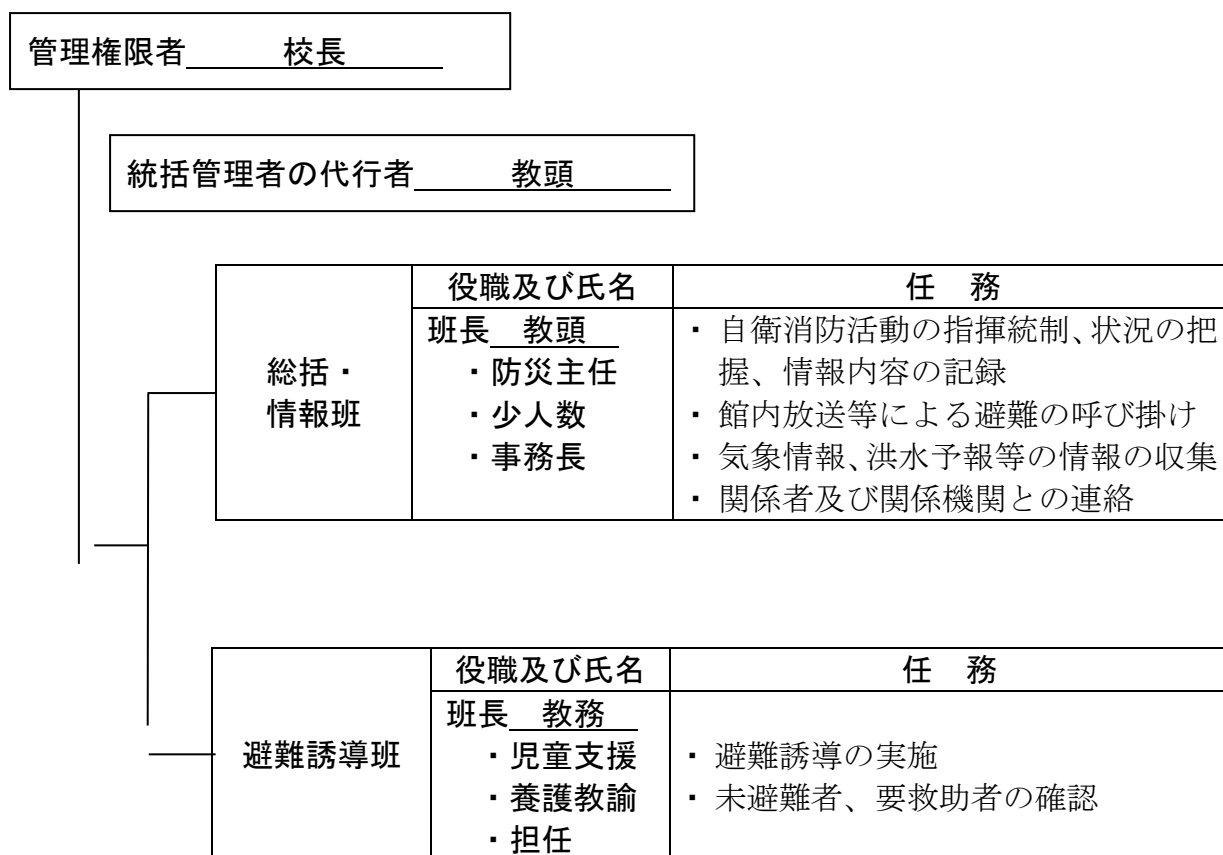 管理権限者 校長
統括管理者の代行者 教頭
総括・
情報班
役職及び氏名
班長 教頭
・防災主任
・少人数
・事務長
任 務
・ 自衛消防活動の指揮統制、状況の把
握、情報内容の記録
・ 館内放送等による避難の呼び掛け
・ 気象情報、洪水予報等の情報の収集
・ 関係者及び関係機関との連絡
避難誘導班
役職及び氏名
班長 教務
・児童支援
・養護教諭
・担任
任 務
・ 避難誘導の実施
・ 未避難者、要救助者の確認